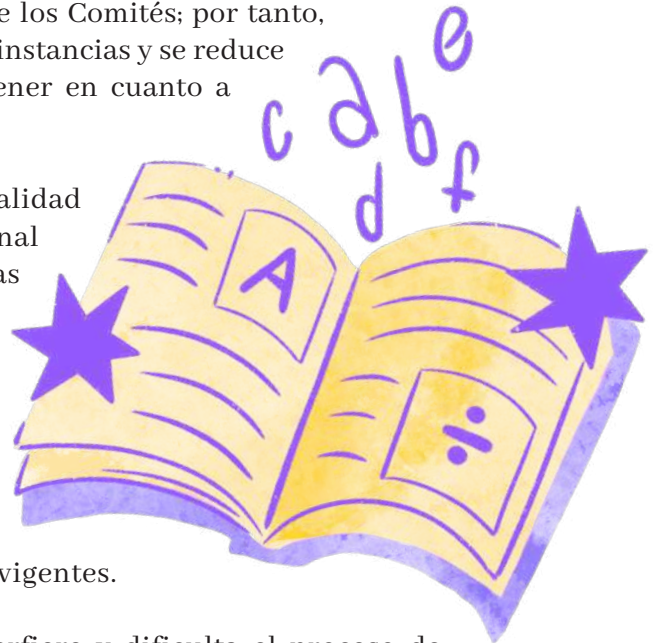 e los Comités; por tanto,
instancias y se reduce
ener en cuanto a
alidad
nal
as
vigentes.
c a b e
d f
A
÷